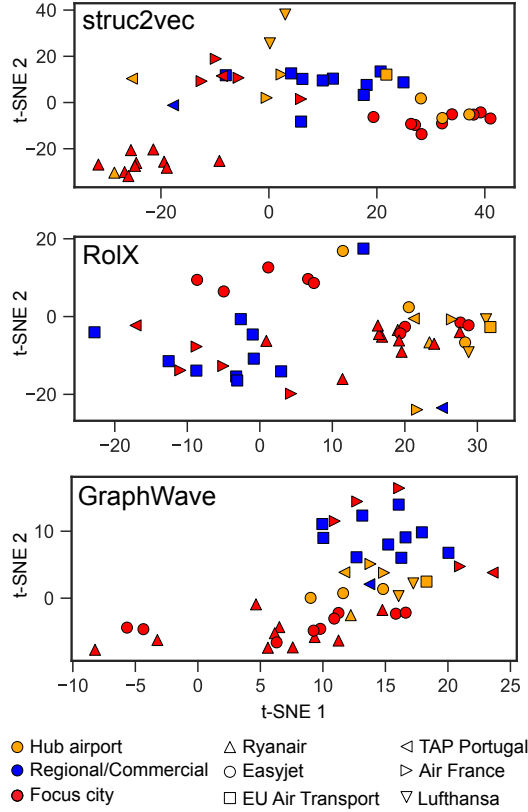 struc2vec
40
20
0
−20
t-SNE 2
−20 0 20 40
RolX
20
0
−20
t-SNE 2
−20 −10 0 10 20 30
GraphWave
10
0
t-SNE 2
−10 −5 0 5 10 15 20 25
t-SNE 1
Hub airport Ryanair TAP Portugal
Regional/Commercial Easyjet Air France
Focus city EU Air Transport Lufthansa